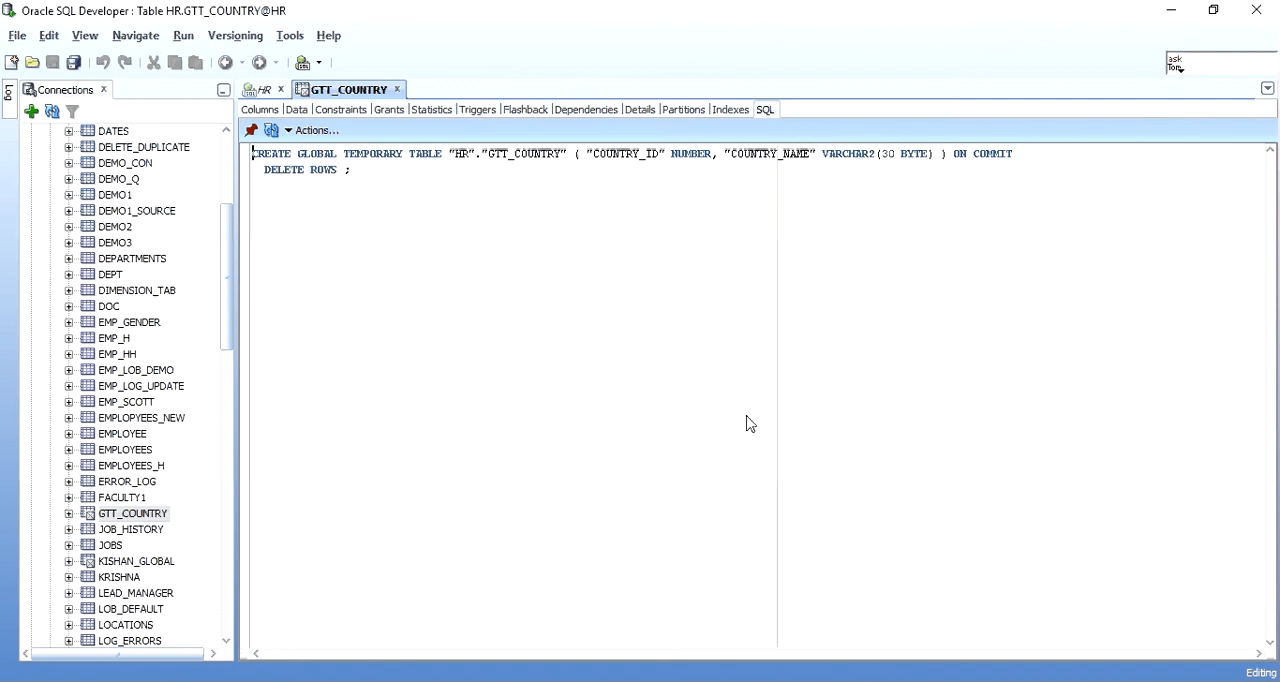 Oracle SQL Developer : Table HR.GTT_COUNTRY@HR
File Edit View Navigate Run Versioning Tools Help
ask
Tom
Log
Connections
HR
GTT_COUNTRY
Columns Data Constraints Grants Statistics Triggers Flashback Dependencies Details Partitions Indexes SQL
Actions...
CREATE GLOBAL TEMPORARY TABLE "HR"."GTT_COUNTRY" ( "COUNTRY_ID" NUMBER, "COUNTRY_NAME" VARCHAR2(30 BYTE) ) ON COMMIT
DELETE ROWS ;
DATES
DELETE_DUPLICATE
DEMO_CON
DEMO_Q
DEMO1
DEMO1_SOURCE
DEMO2
DEMO3
DEPARTMENTS
DEPT
DIMENSION_TAB
DOC
EMP_GENDER
EMP_H
EMP_HH
EMP_LOB_DEMO
EMP_LOG_UPDATE
EMP_SCOTT
EMPLOPYEES_NEW
EMPLOYEE
EMPLOYEES
EMPLOYEES_H
ERROR_LOG
FACULTY1
GTT_COUNTRY
JOB_HISTORY
JOBS
KISHAN_GLOBAL
KRISHNA
LEAD_MANAGER
LOB_DEFAULT
LOCATIONS
LOG_ERRORS
Editing